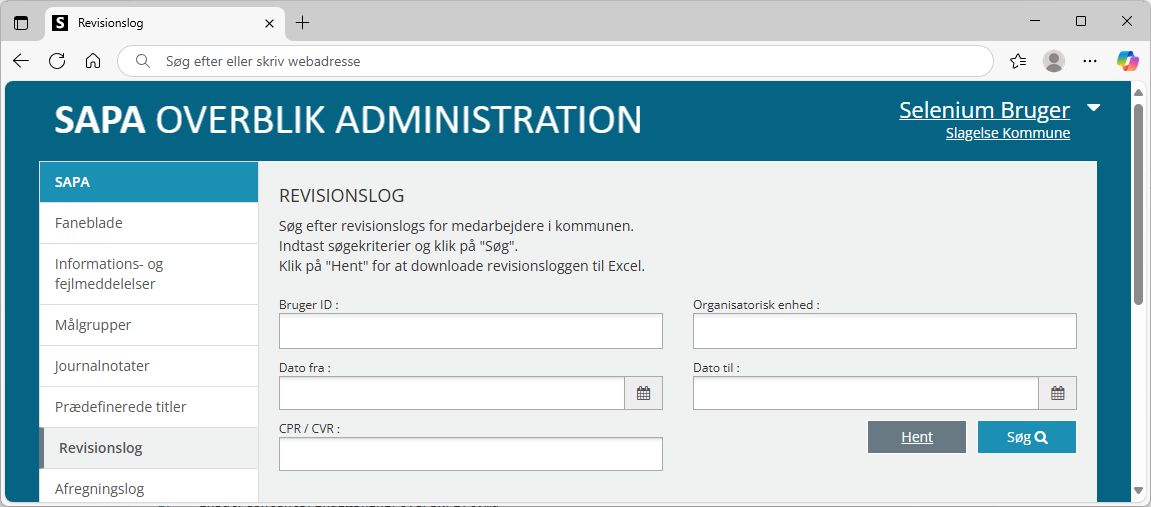 S Revisionslog
Søg efter eller skriv webadresse
SAPA OVERBLIK ADMINISTRATION
Selenium Bruger
Slagelse Kommune
SAPA
Faneblade
Informations- og
fejlmeddelelser
Målgrupper
Journalnotater
Prædefinerede titler
Revisionslog
Afregningslog
REVISIONSLOG
Søg efter revisionslogs for medarbejdere i kommunen.
Indtast søgekriterier og klik på "Søg".
Klik på "Hent" for at downloade revisionsloggen til Excel.
Bruger ID :
Organisatorisk enhed :
Dato fra :
Dato til :
CPR / CVR :
Hent
Søg